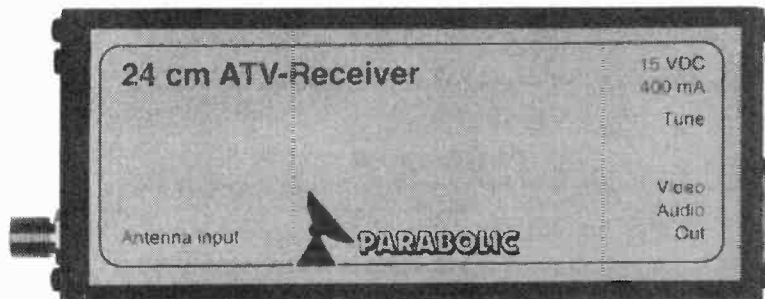 24 cm ATV-Receiver
15 VDC
400 mA
Tune
Video
Audio
Out
Antenna input
PARABOLIC